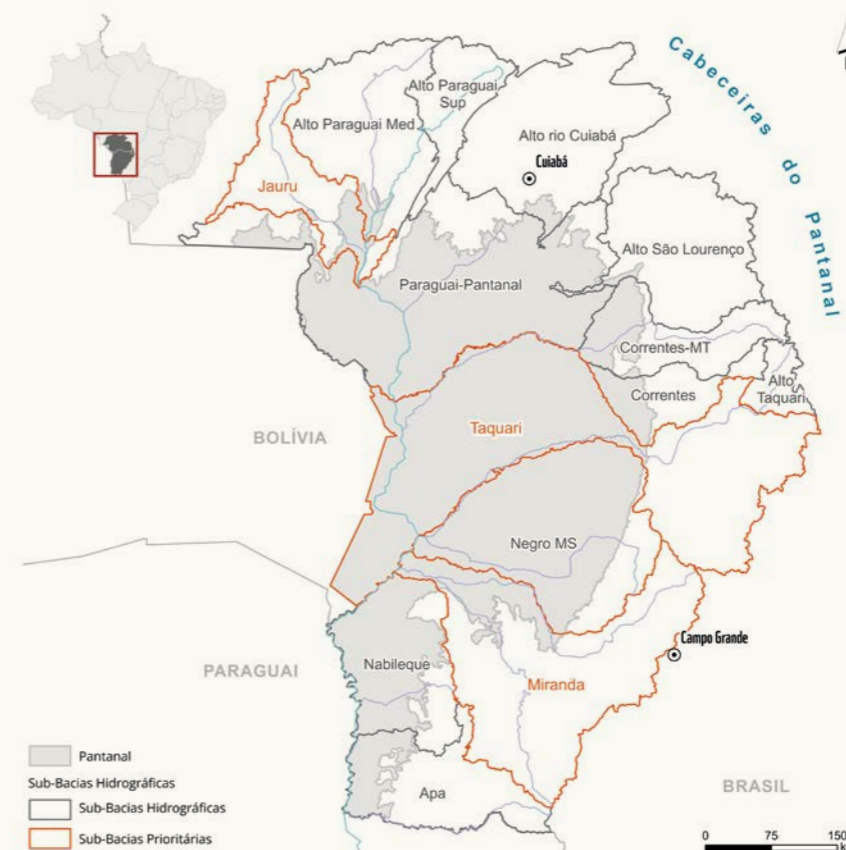 Cabeceiras do Pantanal
Alto Paraguai
Sup
Alto Paraguai Med
Alto rio Cuiabá
Cuiabá
Jauru
Alto São Lourenço
Paraguai-Pantanal
Correntes-MT
Alto
Taquari
Correntes
Taquari
BOLÍVIA
Negro MS
Campo Grande
Nabileque
PARAGUAI
Miranda
Pantanal
Sub-Bacias Hidrográficas
Sub-Bacias Hidrográficas
Sub-Bacias Prioritárias
Apa
BRASIL
0 75 150